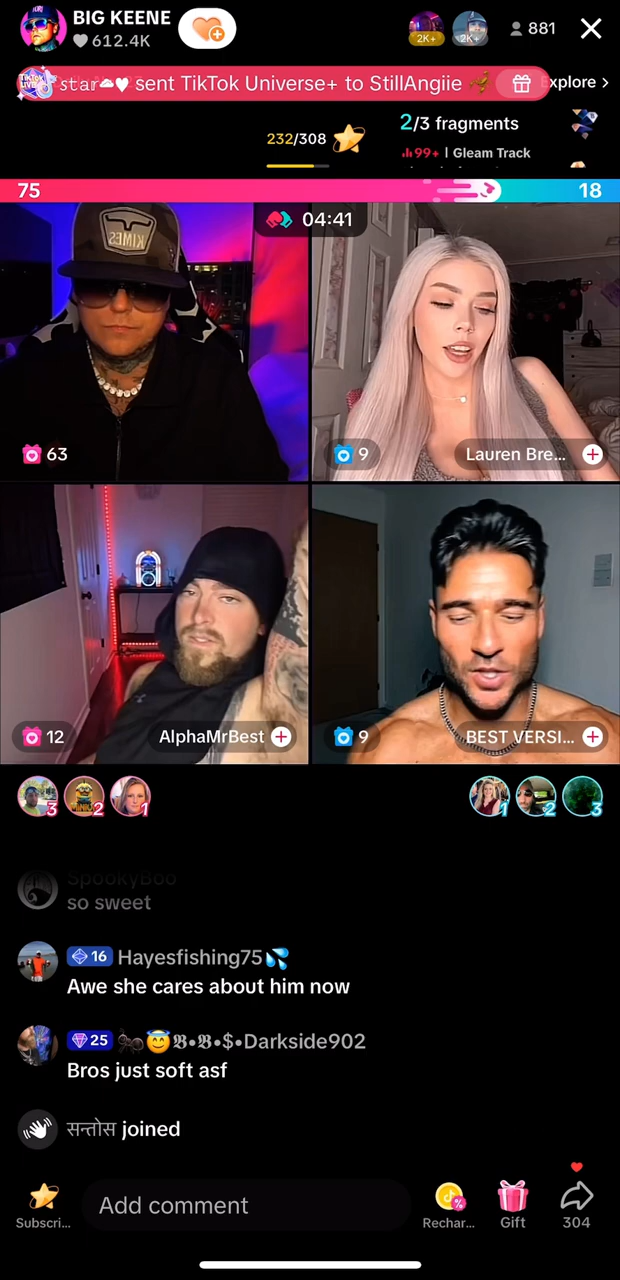 BIG KEENE
612.4K
2K+
2K+
881
star☁♥ sent TikTok Universe+ to StillAngiie
Explore >
232/308
2/3 fragments
99+ | Gleam Track
75
18
04:41
KIMES
63
9
Lauren Bre...
12
AlphaMrBest
9
BEST VERSI...
3
2
1
1
2
3
SpookyBoo
so sweet
16 Hayesfishing75💦
Awe she cares about him now
25 😇𝕭•𝕭•$•Darkside902
Bros just soft asf
सन्तोस joined
Subscri...
Add comment
Rechar...
Gift
304